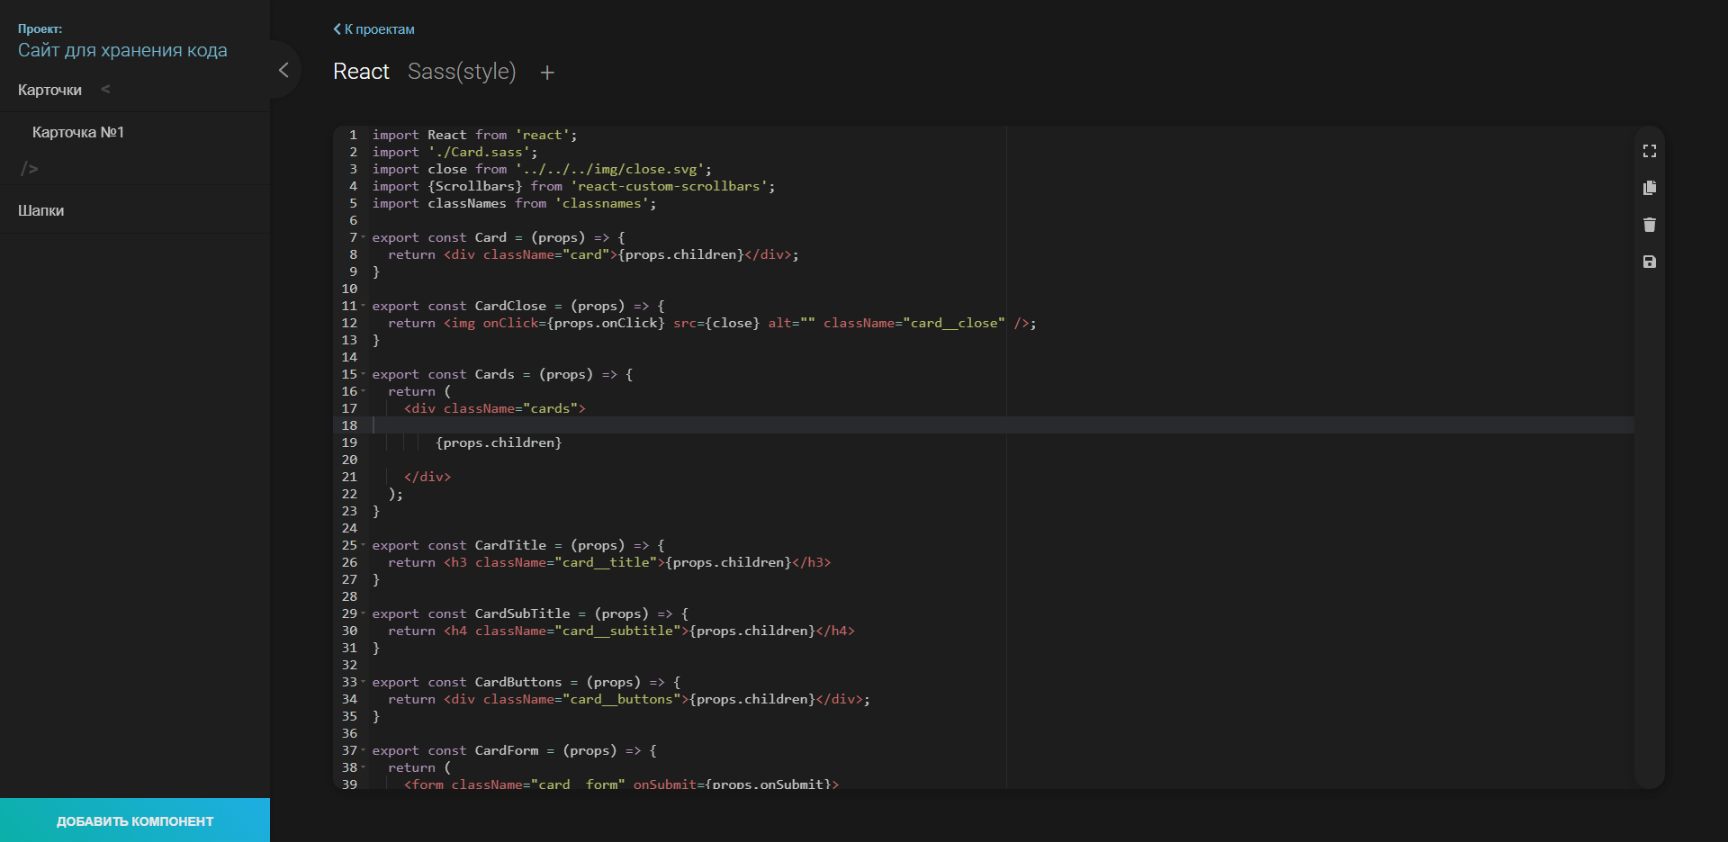 Проект:
Сайт для хранения кода
Карточки <
Карточка №1
/>
Шапки
ДОБАВИТЬ КОМПОНЕНТ
К проектам
React Sass(style) +
1 import React from 'react';
2 import './Card.sass';
3 import close from '../../../img/close.svg';
4 import {Scrollbars} from 'react-custom-scrollbars';
5 import classNames from 'classnames';
6
7 export const Card = (props) => {
8   return <div className="card">{props.children}</div>;
9 }
10
11 export const CardClose = (props) => {
12   return <img onClick={props.onClick} src={close} alt="" className="card__close" />;
13 }
14
15 export const Cards = (props) => {
16   return (
17     <div className="cards">
18
19         {props.children}
20
21     </div>
22   );
23 }
24
25 export const CardTitle = (props) => {
26   return <h3 className="card__title">{props.children}</h3>
27 }
28
29 export const CardSubTitle = (props) => {
30   return <h4 className="card__subtitle">{props.children}</h4>
31 }
32
33 export const CardButtons = (props) => {
34   return <div className="card__buttons">{props.children}</div>;
35 }
36
37 export const CardForm = (props) => {
38   return (
39     <form className="card__form" onSubmit={props.onSubmit}>